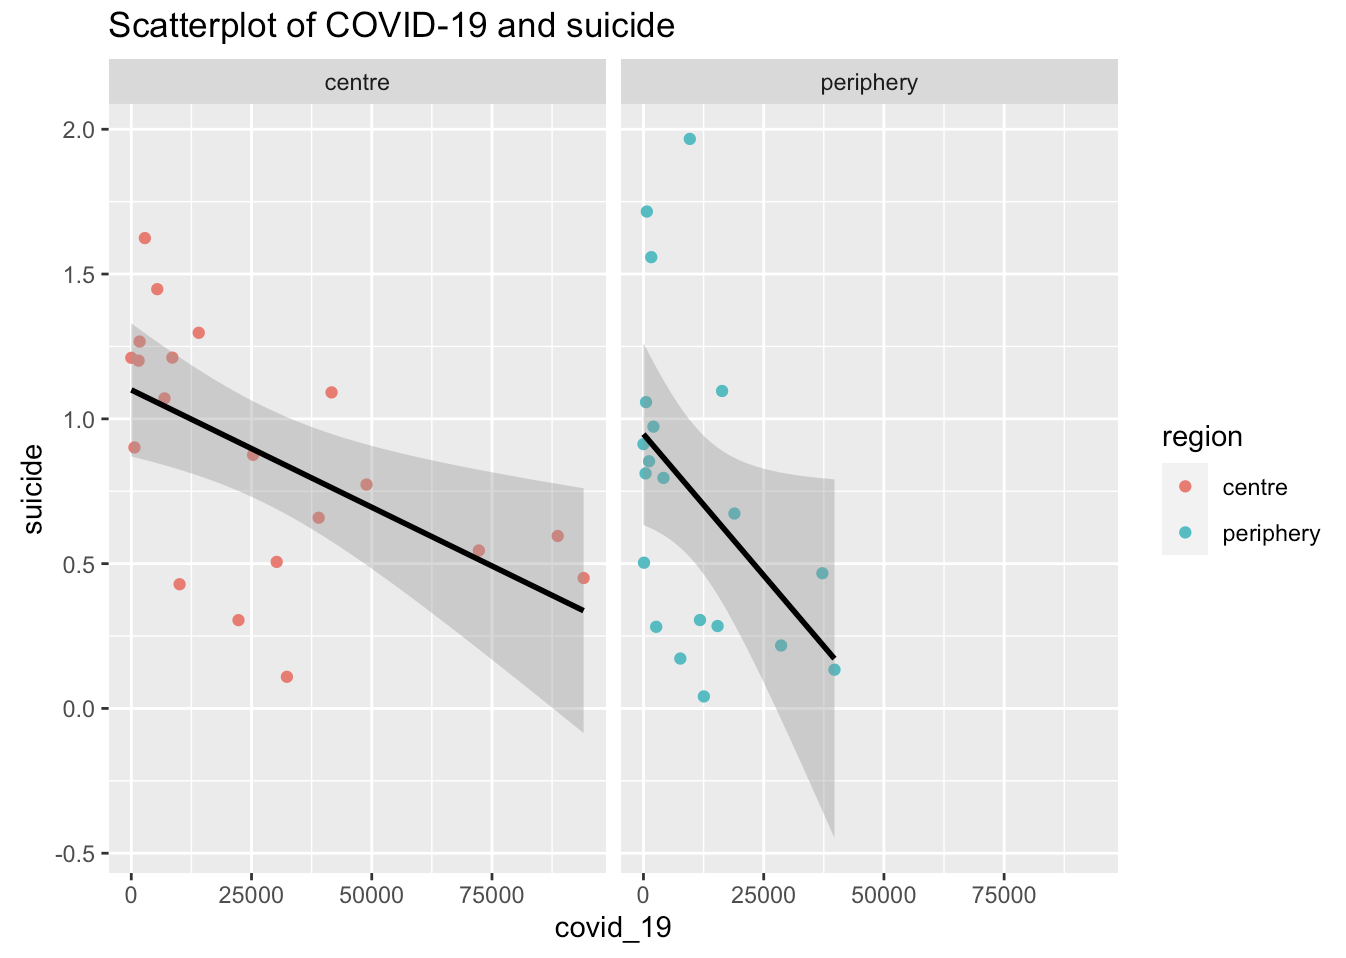 Scatterplot of COVID-19 and suicide
centre
periphery
2.0
1.5
1.0
0.5
0.0
-0.5
suicide
0 25000 50000 75000
0 25000 50000 75000
covid_19
region
centre
periphery